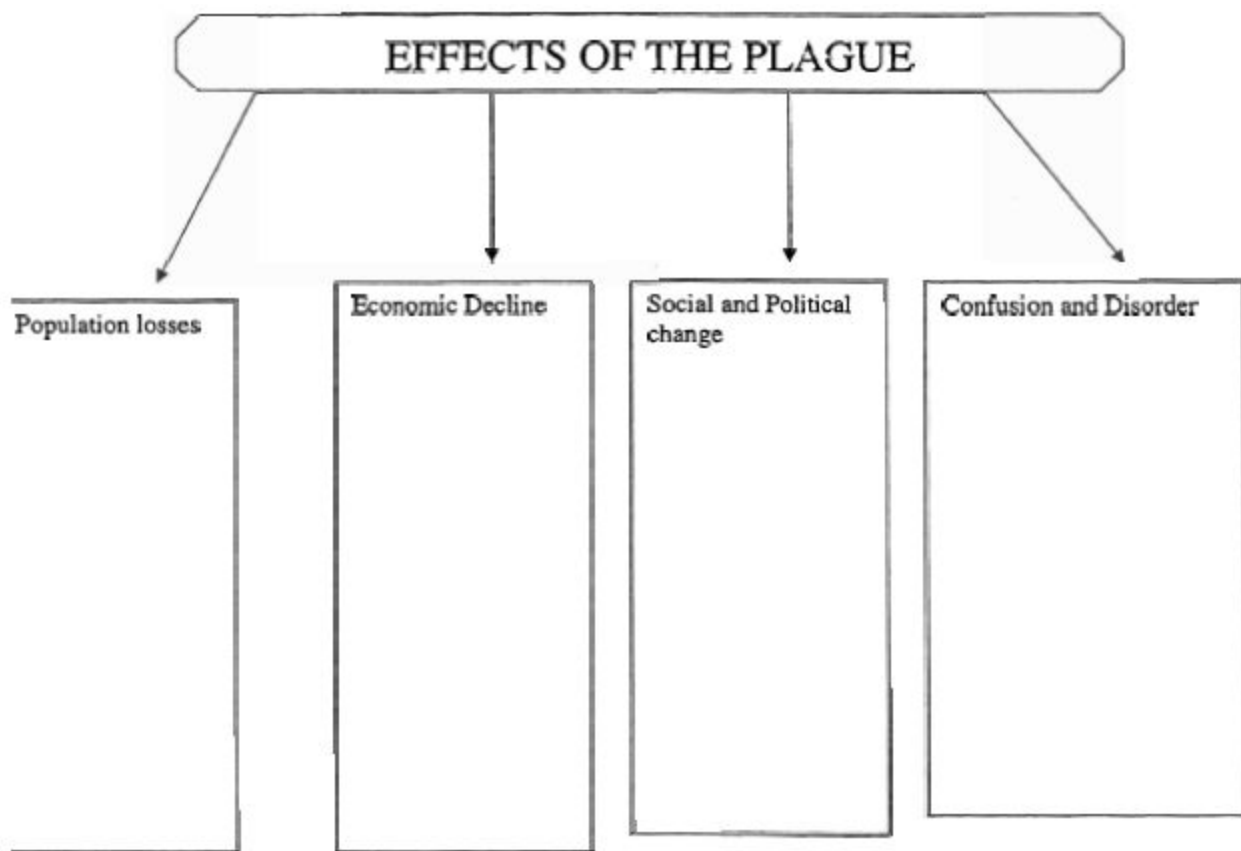 EFFECTS OF THE PLAGUE
Population losses
Economic Decline
Social and Political
change
Confusion and Disorder